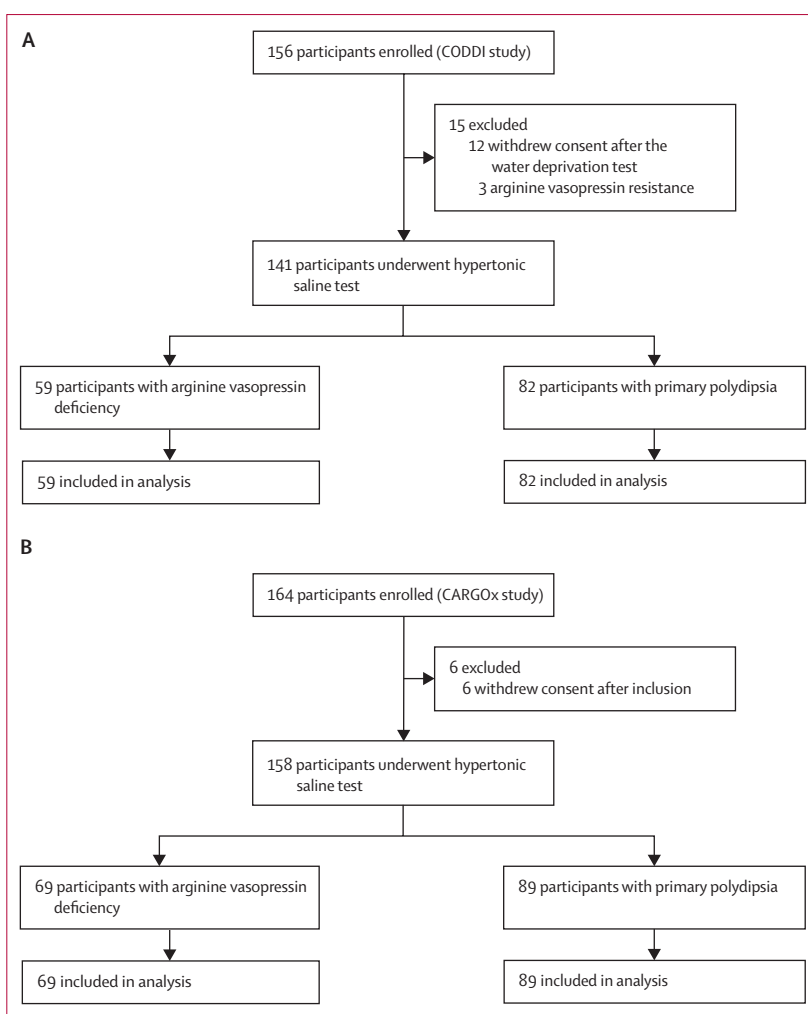 A
156 participants enrolled (CODDI study)
15 excluded
12 withdrew consent after the
water deprivation test
3 arginine vasopressin resistance
141 participants underwent hypertonic
saline test
59 participants with arginine vasopressin
deficiency
82 participants with primary polydipsia
59 included in analysis
82 included in analysis
B
164 participants enrolled (CARGOx study)
6 excluded
6 withdrew consent after inclusion
158 participants underwent hypertonic
saline test
69 participants with arginine vasopressin
deficiency
89 participants with primary polydipsia
69 included in analysis
89 included in analysis